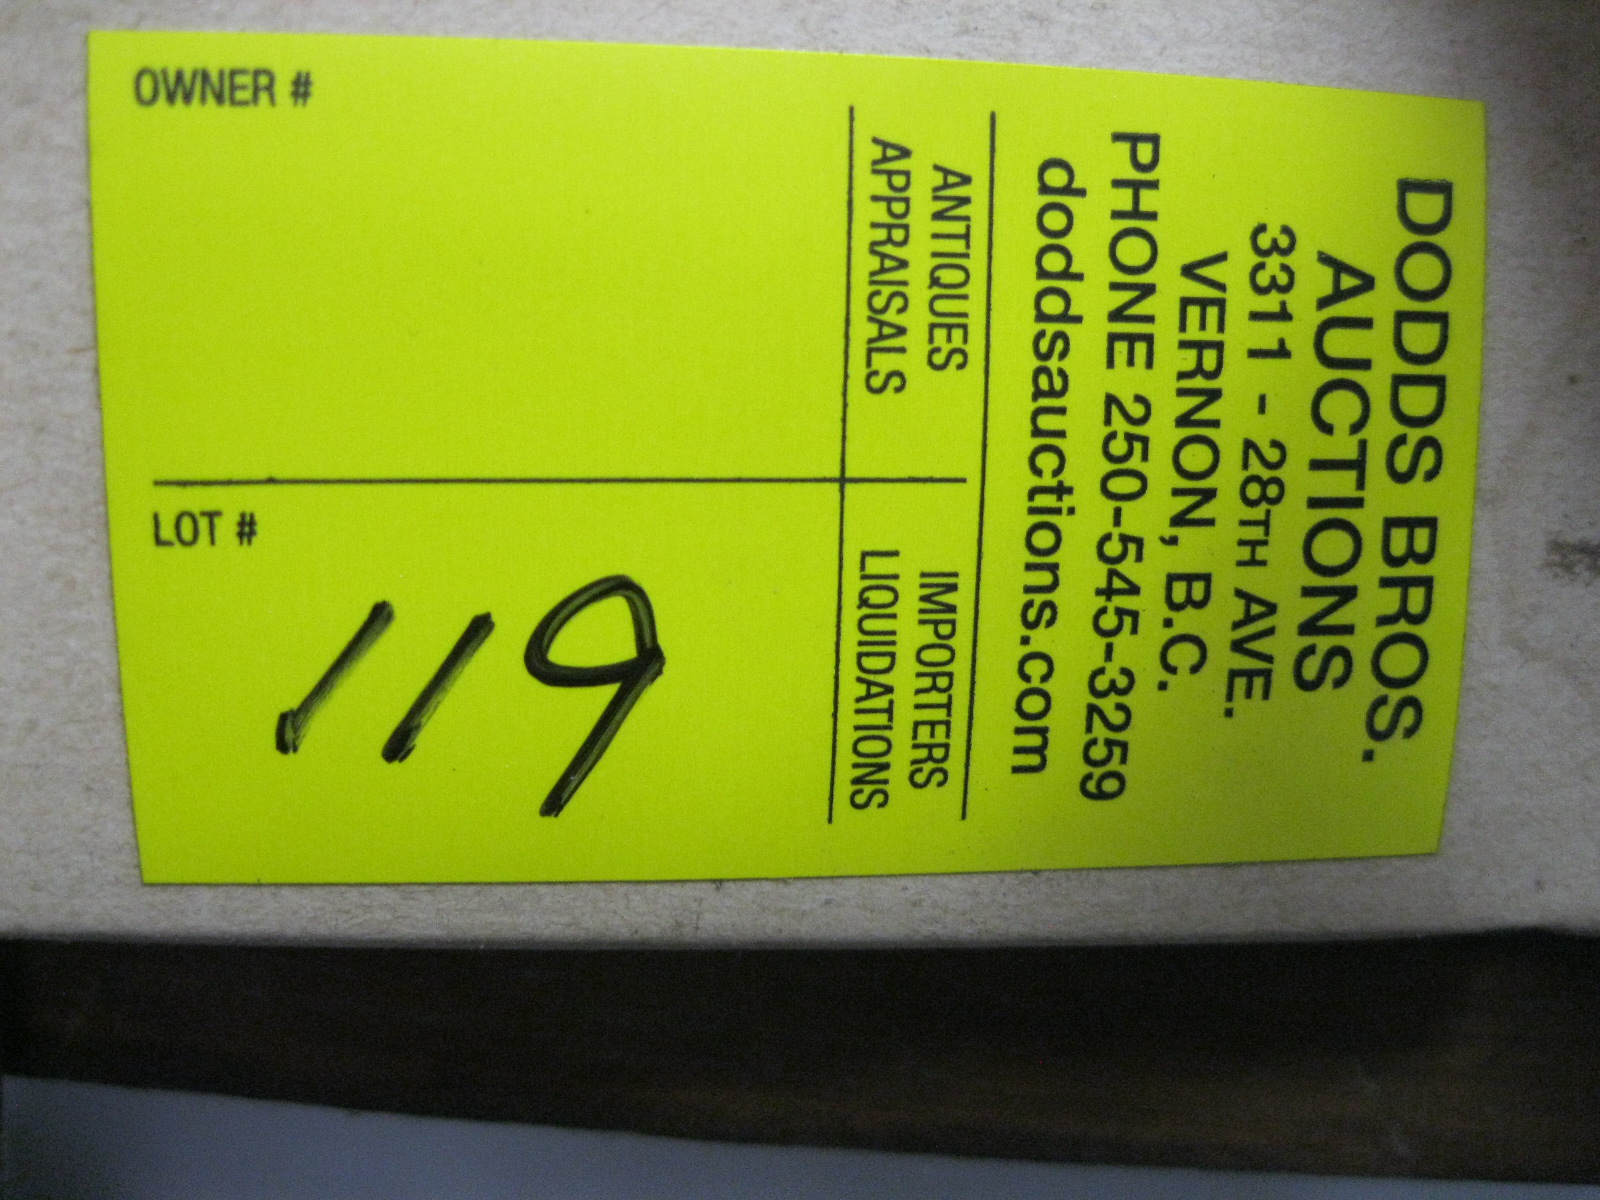 DODDS BROS.
AUCTIONS
3311 - 28TH AVE.
VERNON, B.C.
PHONE 250-545-3259
doddsauctions.com
ANTIQUES
APPRAISALS
IMPORTERS
LIQUIDATIONS
OWNER #
LOT #
119